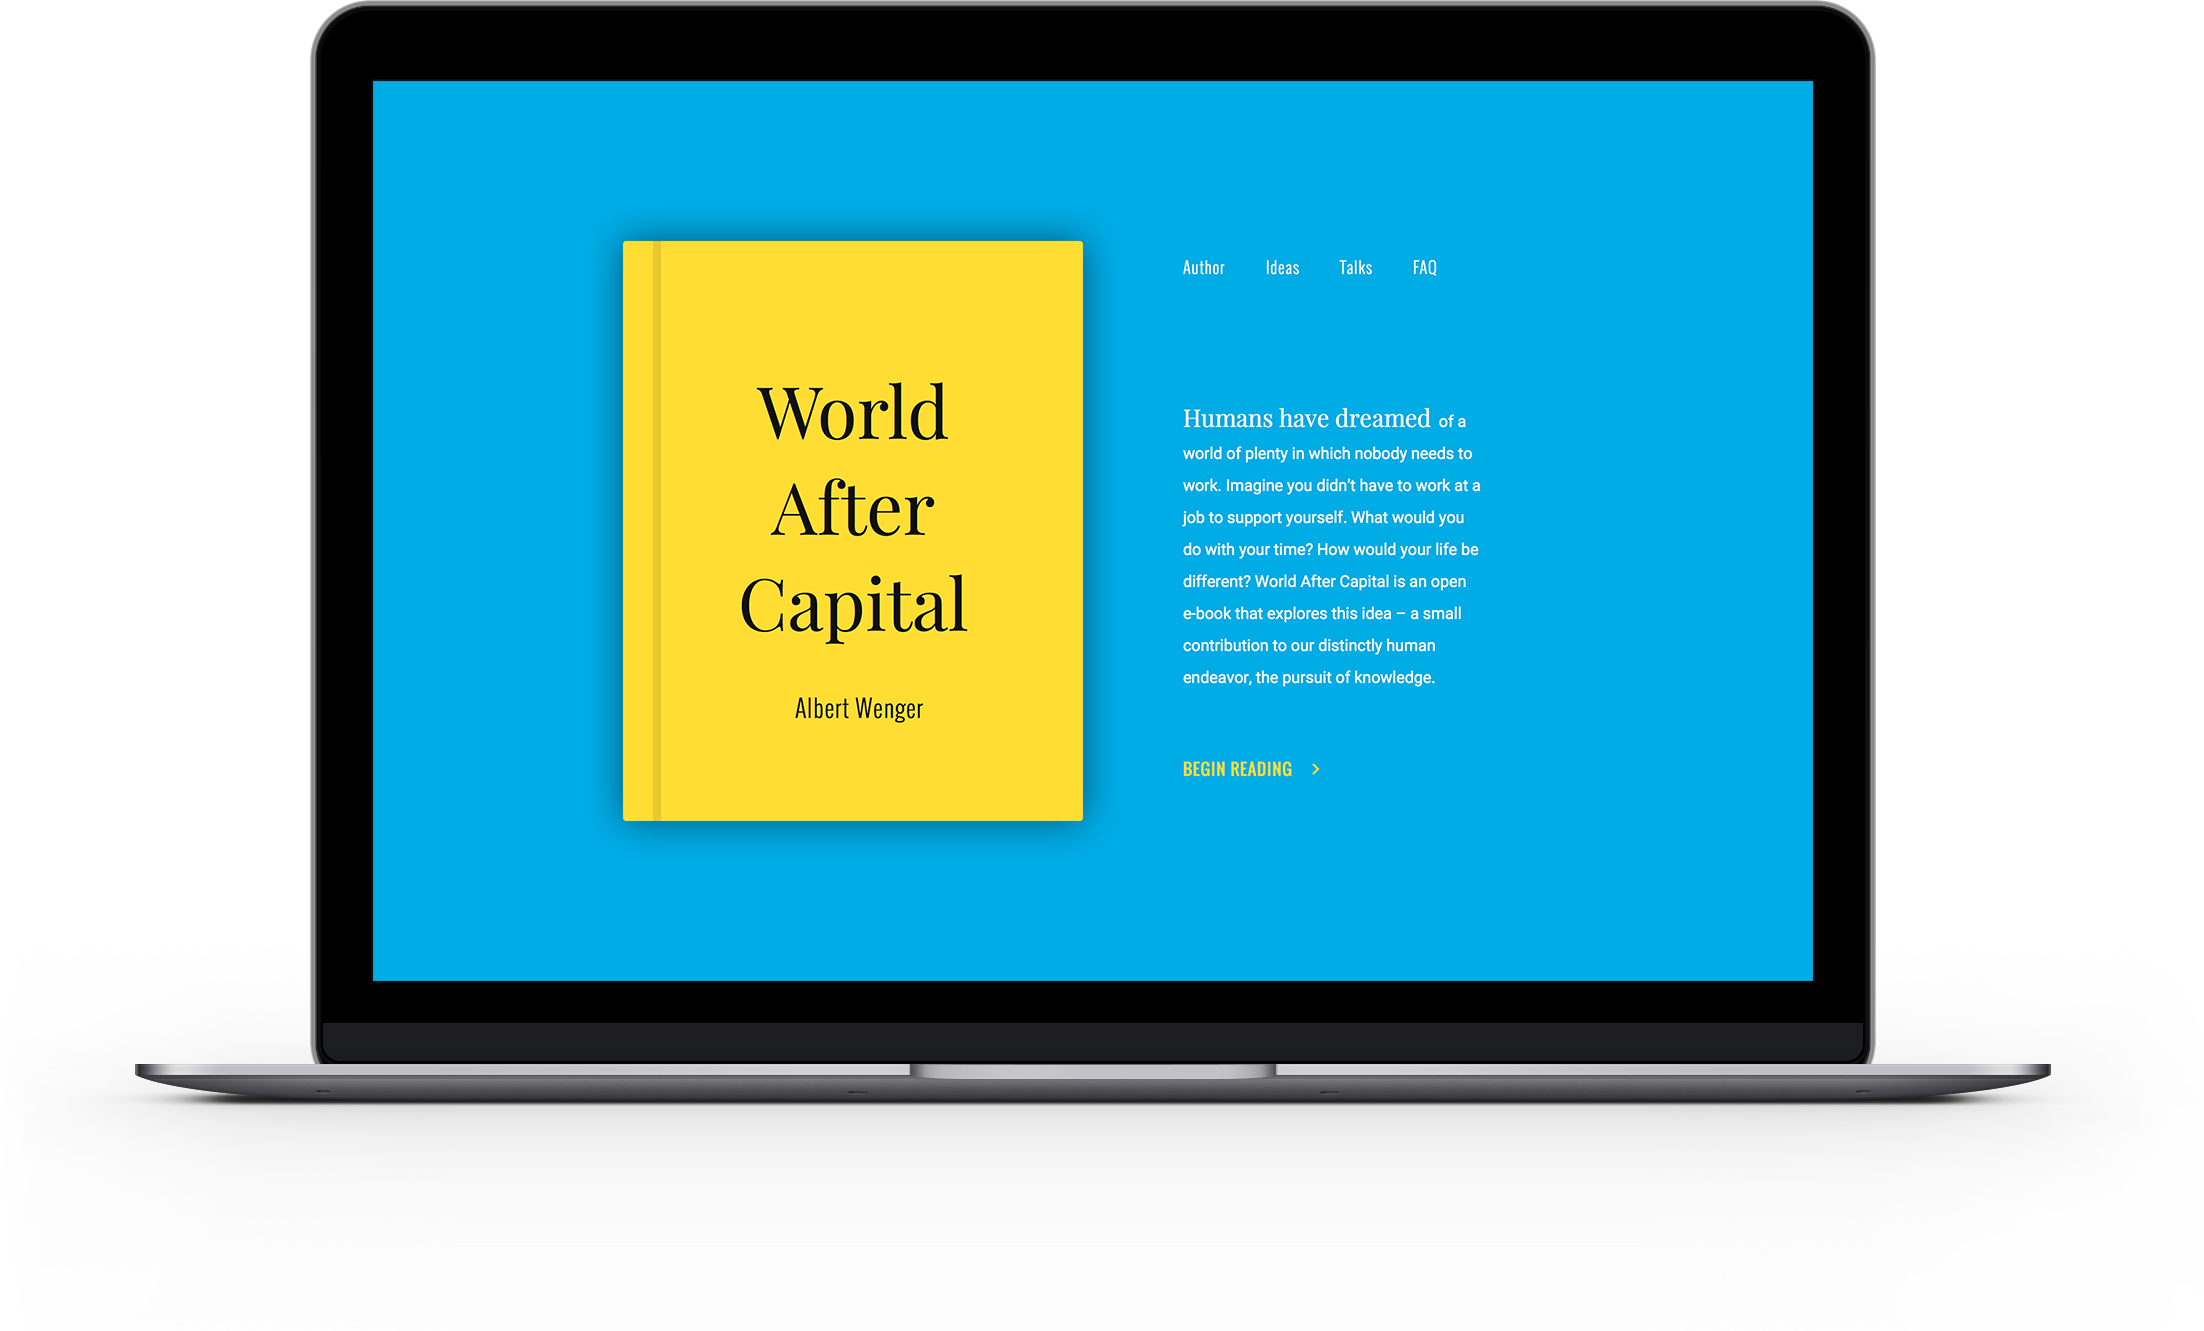 World
After
Capital
Albert Wenger
Author Ideas Talks FAQ
Humans have dreamed of a
world of plenty in which nobody needs to
work. Imagine you didn't have to work at a
job to support yourself. What would you
do with your time? How would your life be
different? World After Capital is an open
e-book that explores this idea – a small
contribution to our distinctly human
endeavor, the pursuit of knowledge.
BEGIN READING >